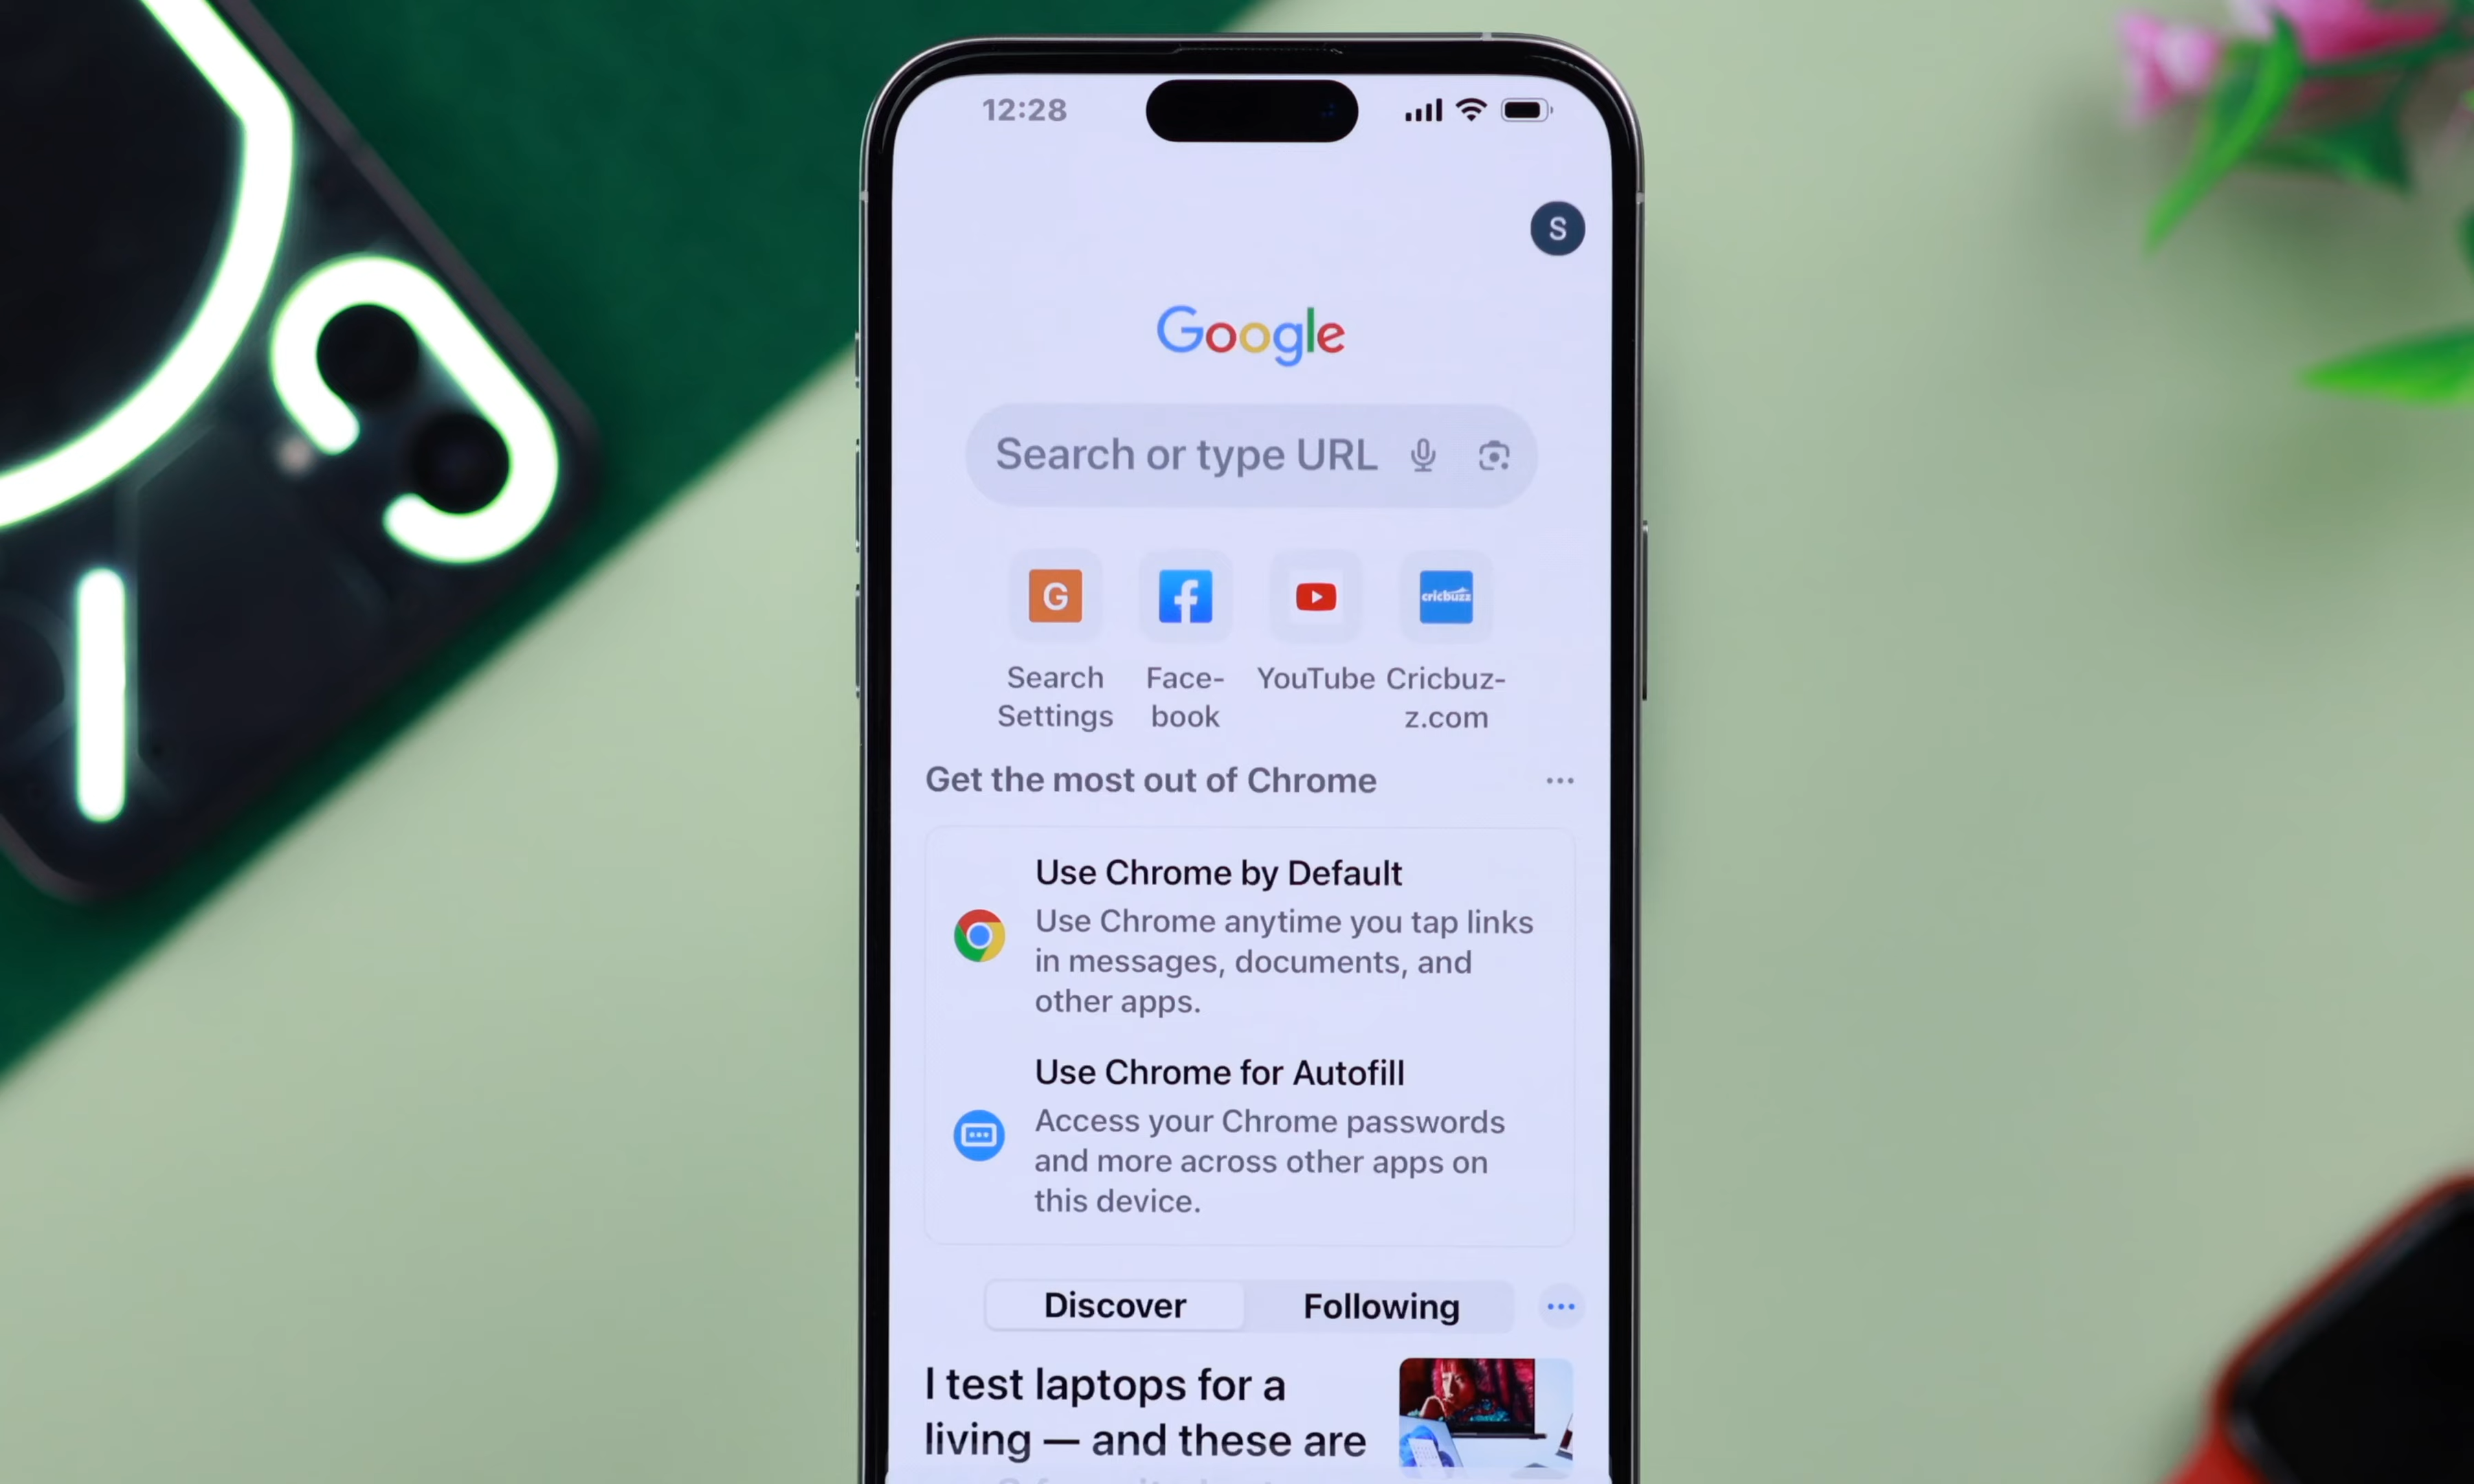 12:28
S
Google
Search or type URL
G
cricbuzz
Search
Settings
Face-
book
YouTube
Cricbuz-
z.com
Get the most out of Chrome
Use Chrome by Default
Use Chrome anytime you tap links
in messages, documents, and
other apps.
Use Chrome for Autofill
Access your Chrome passwords
and more across other apps on
this device.
Discover
Following
I test laptops for a
living — and these are